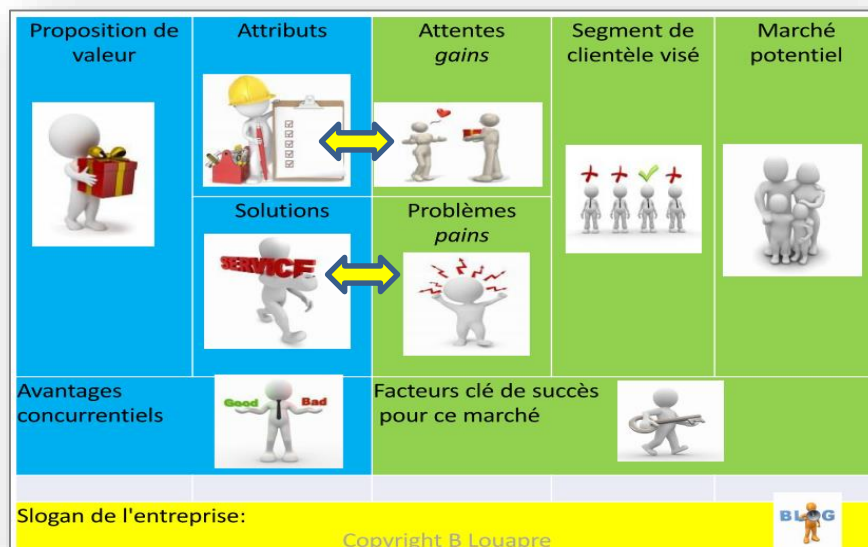 Proposition de
valeur
Attributs
Attentes
gains
Segment de
clientèle visé
Marché
potentiel
Solutions
SERVICE
Problèmes
pains
Avantages
concurrentiels
Good
Bad
Facteurs clé de succès
pour ce marché
Slogan de l'entreprise:
BLOG
Copyright B Louapre